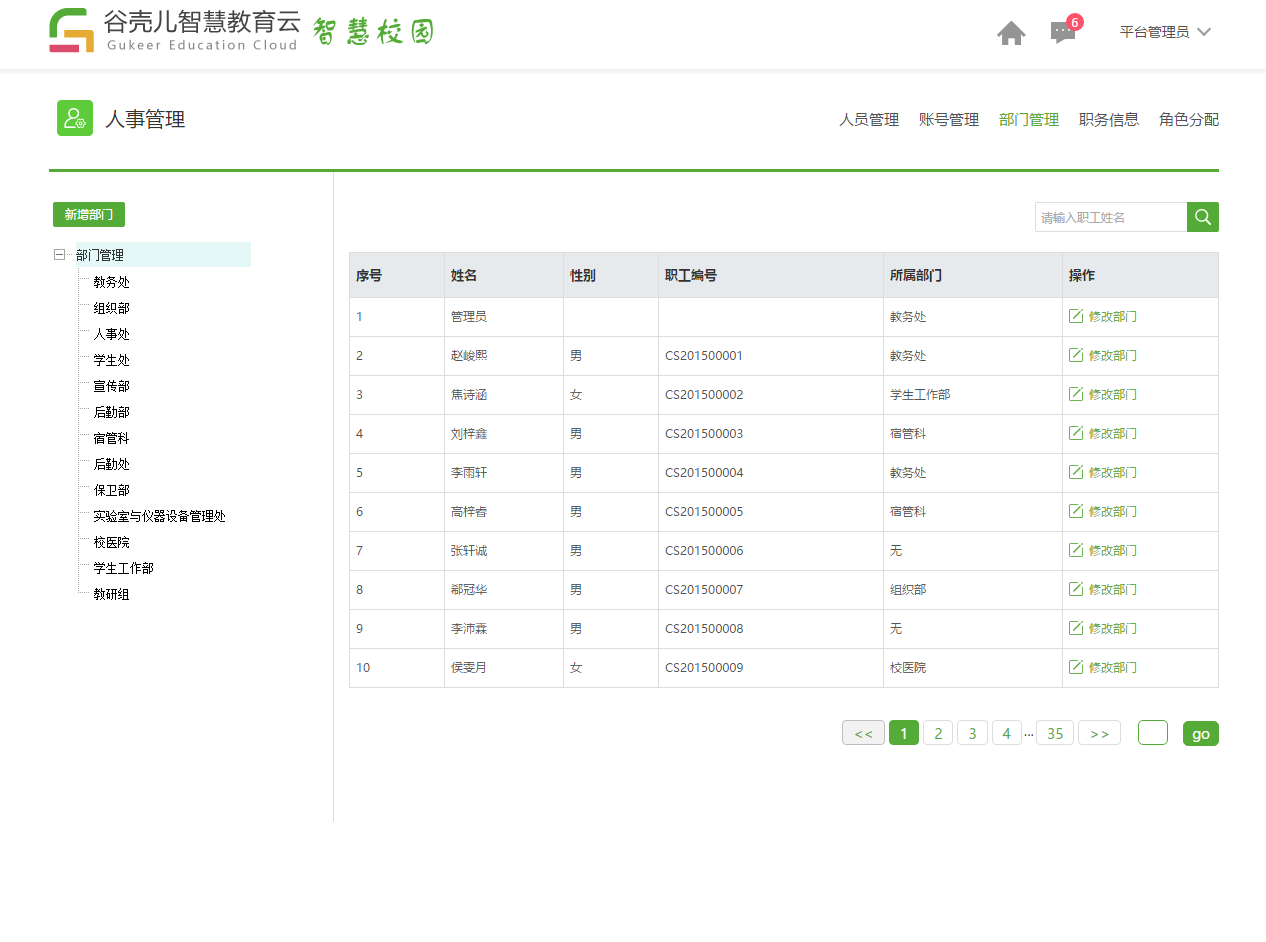 谷壳儿智慧教育云 智慧校园
Gukeer Education Cloud
6
平台管理员
人事管理
人员管理 账号管理 部门管理 职务信息 角色分配
新增部门
请输入职工姓名
部门管理
教务处
组织部
人事处
学生处
宣传部
后勤部
宿管科
后勤处
保卫部
实验室与仪器设备管理处
校医院
学生工作部
教研组
序号 姓名 性别 职工编号 所属部门 操作
1 管理员 教务处 修改部门
2 赵峻熙 男 CS201500001 教务处 修改部门
3 焦诗涵 女 CS201500002 学生工作部 修改部门
4 刘梓鑫 男 CS201500003 宿管科 修改部门
5 李雨轩 男 CS201500004 教务处 修改部门
6 高梓睿 男 CS201500005 宿管科 修改部门
7 张轩诚 男 CS201500006 无 修改部门
8 郗冠华 男 CS201500007 组织部 修改部门
9 李沛霖 男 CS201500008 无 修改部门
10 侯雯月 女 CS201500009 校医院 修改部门
<< 1 2 3 4 ... 35 >> go